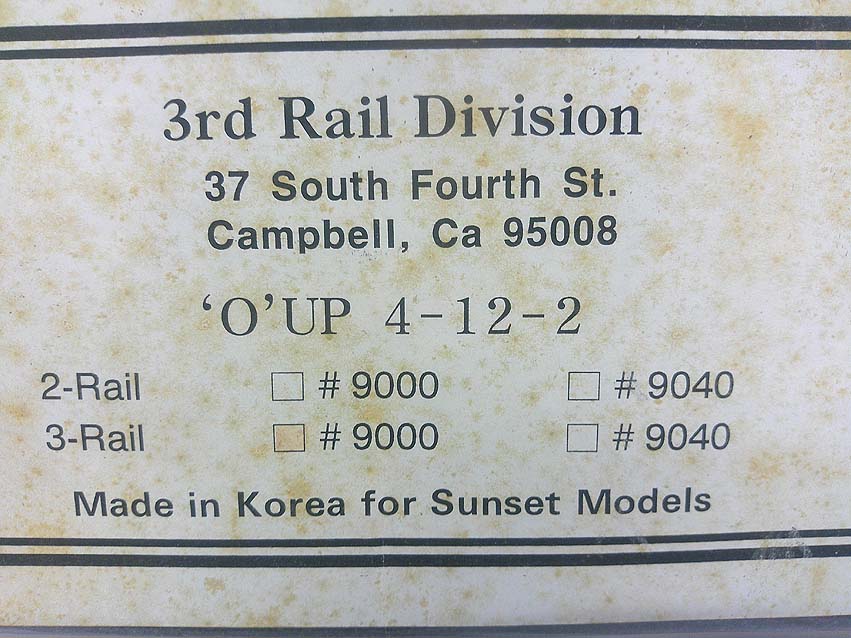 3rd Rail Division
37 South Fourth St.
Campbell, Ca 95008
‘O’ UP 4-12-2
2-Rail ☐ # 9000 ☐ # 9040
3-Rail ☐ # 9000 ☐ # 9040
Made in Korea for Sunset Models